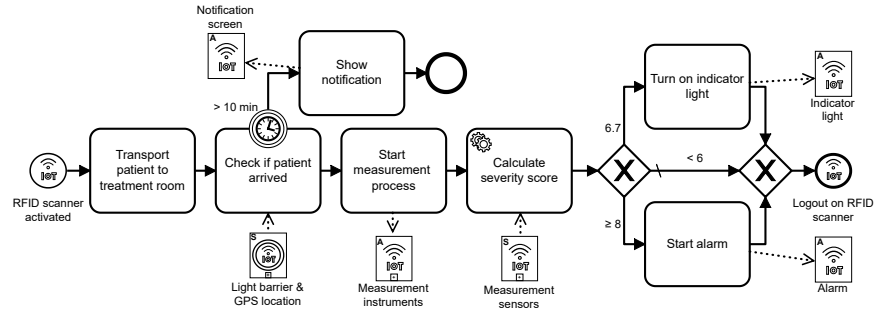 Notification
screen
A
IOT
Show
notification
> 10 min
IOT
RFID scanner
activated
Transport
patient to
treatment room
Check if patient
arrived
Start
measurement
process
Calculate
severity score
S
IOT
Light barrier &
GPS location
A
IOT
Measurement
instruments
S
IOT
Measurement
sensors
6.7
X
< 6
≥ 8
X
Turn on indicator
light
A
IOT
Indicator
light
Start alarm
A
IOT
Alarm
IOT
Logout on RFID
scanner